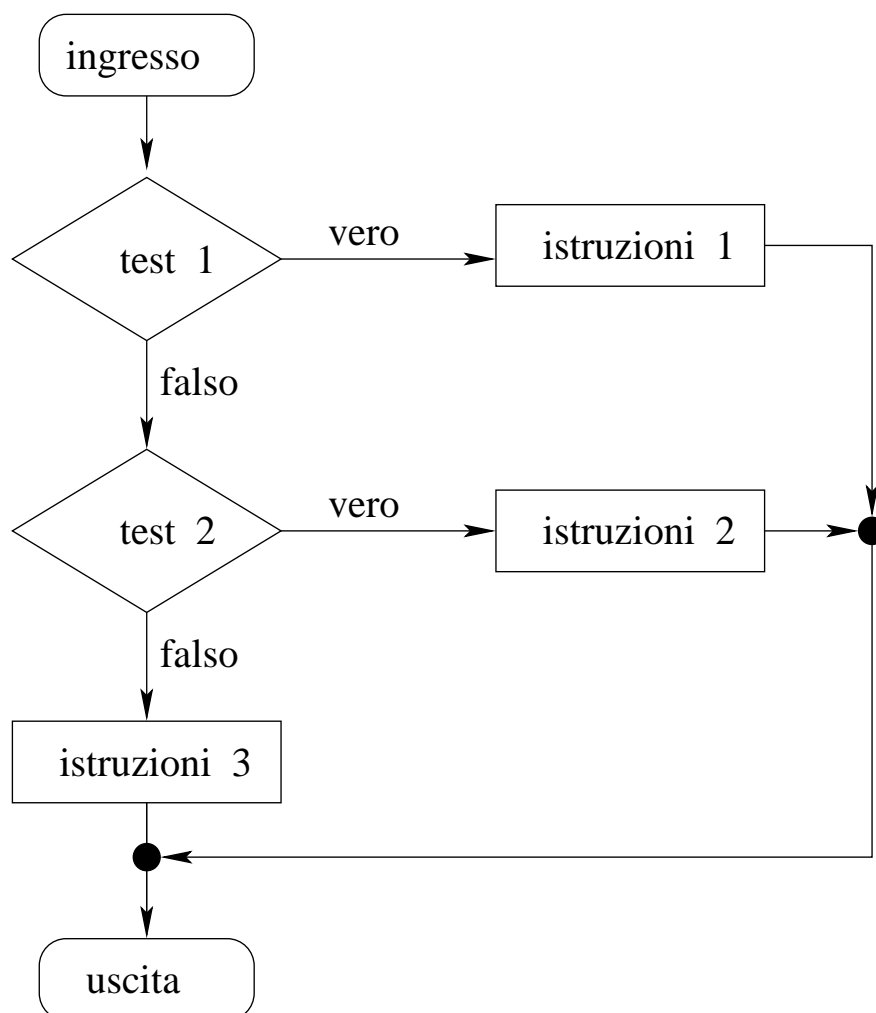 ingresso
test 1
vero
istruzioni 1
falso
test 2
vero
istruzioni 2
falso
istruzioni 3
uscita